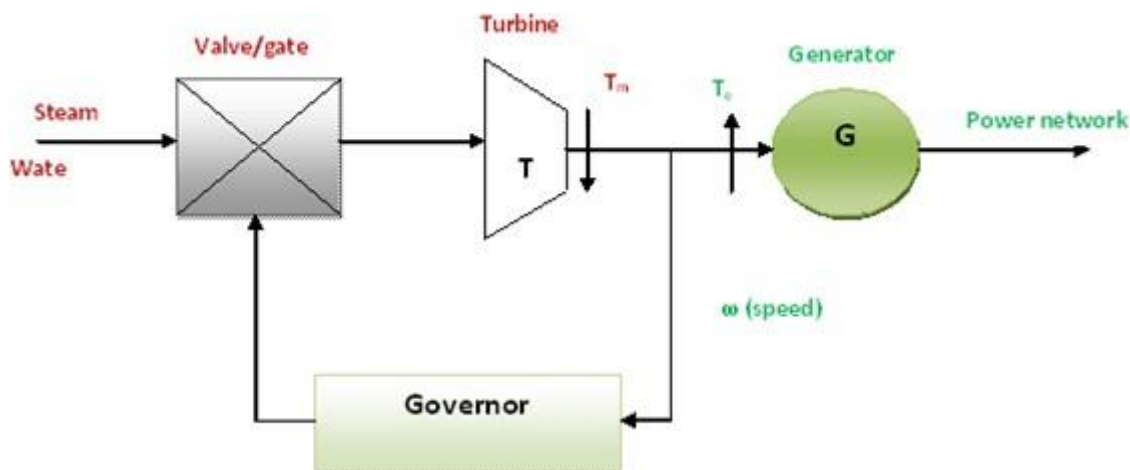 Turbine
Valve/gate
Generator
Steam
Wate
T
Tm
Te
G
Power network
ω (speed)
Governor